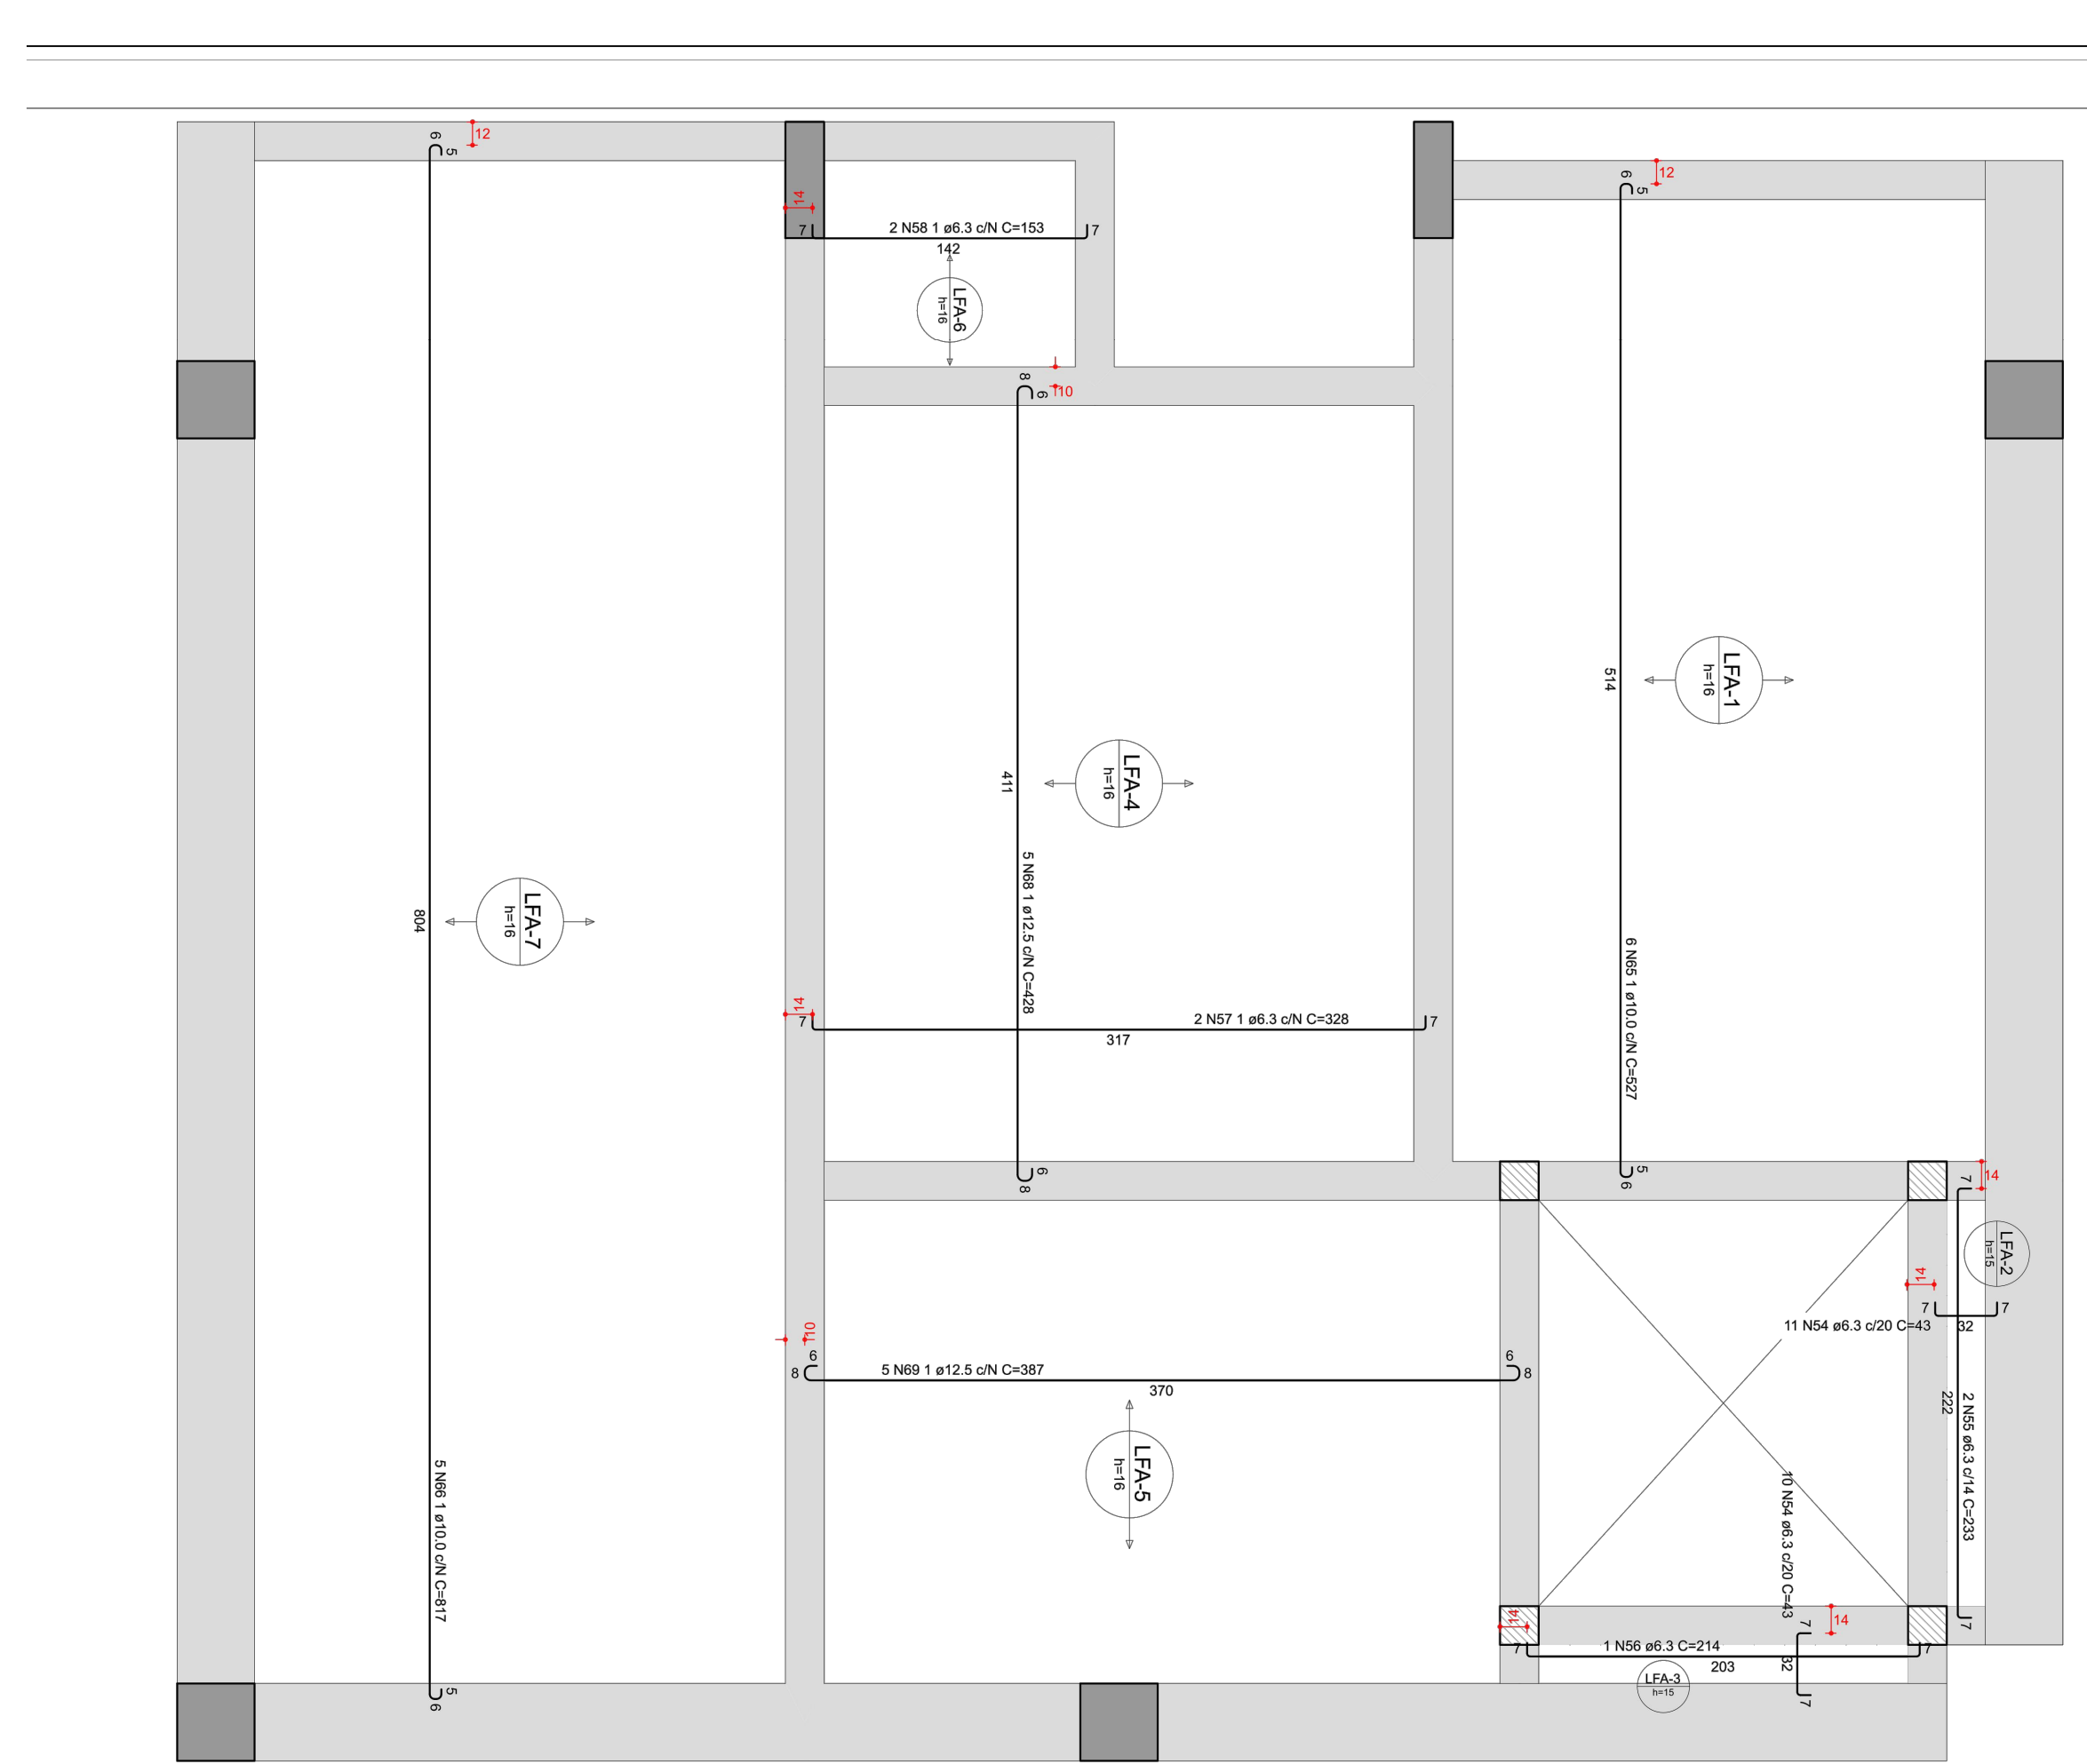 6
5
12
6
5
12
14
7
2 N58 1 ø6.3 c/N C=153
7
142
LFA-6
h=16
8
6
10
LFA-1
h=16
514
LFA-4
h=16
411
5 N68 1 ø12.5 c/N C=428
LFA-7
h=16
804
6 N65 1 ø10.0 c/N C=527
14
7
2 N57 1 ø6.3 c/N C=328
7
317
6
8
5
6
7
14
LFA-2
h=15
14
7
7
11 N54 ø6.3 c/20 C=43
32
10
6
8
5 N69 1 ø12.5 c/N C=387
6
8
370
222
2 N55 ø6.3 c/14 C=233
LFA-5
h=16
5 N66 1 ø10.0 c/N C=817
10 N54 ø6.3 c/20 C=43
14
7
14
7
7
1 N56 ø6.3 C=214
7
203
32
LFA-3
h=15
7
5
6